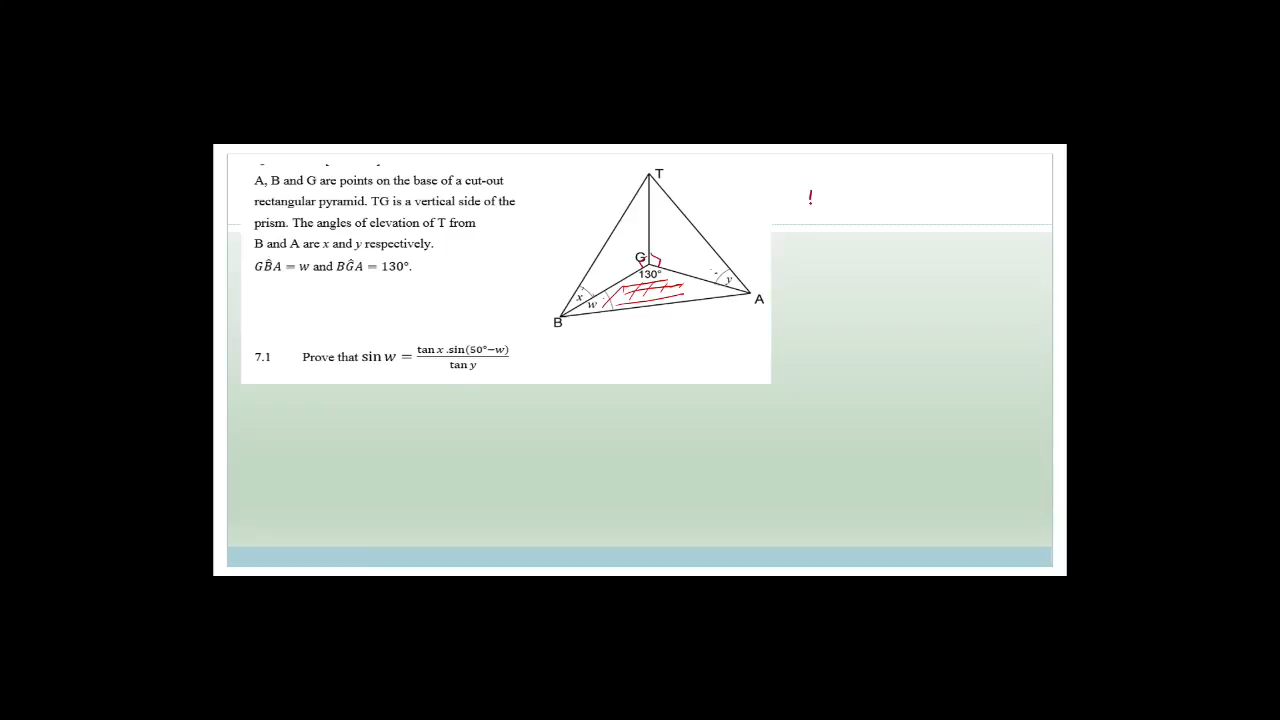 A, B and G are points on the base of a cut-out
rectangular pyramid. TG is a vertical side of the
prism. The angles of elevation of T from
B and A are x and y respectively.
GB̂A = w and BĜA = 130°.
7.1 Prove that sin w = tan x .sin(50°−w) / tan y
T
G
130°
x
w
y
B
A
!